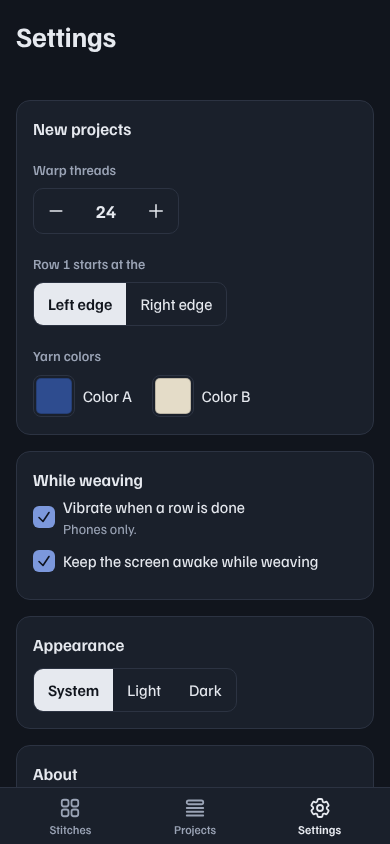 Settings
New projects
Warp threads
24
Row 1 starts at the
Left edge Right edge
Yarn colors
Color A Color B
While weaving
Vibrate when a row is done
Phones only.
Keep the screen awake while weaving
Appearance
System Light Dark
About
Stitches Projects Settings